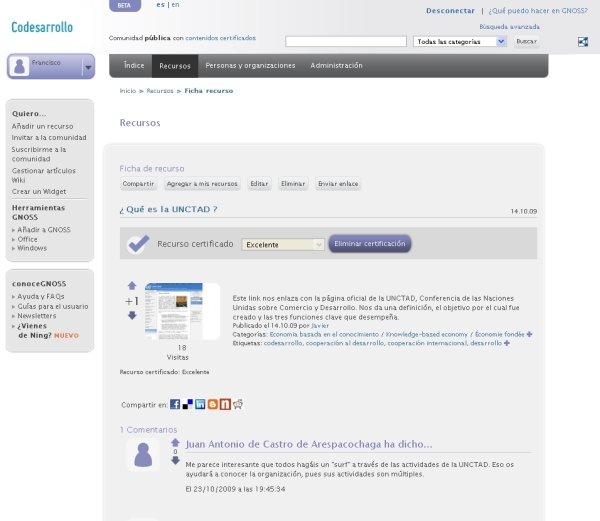 BETA
es | en
Desconectar | ¿Qué puedo hacer en GNOSS?
Codesarrollo
Búsqueda avanzada
Comunidad pública con contenidos certificados
Todas las categorías
Buscar
Francisco
Índice Recursos Personas y organizaciones Administración
Inicio > Recursos > Ficha recurso
Quiero...
Añadir un recurso
Invitar a la comunidad
Suscribirme a la
comunidad
Gestionar artículos
Wiki
Crear un Widget
Herramientas
GNOSS
Añadir a GNOSS
Office
Windows
conoceGNOSS
Ayuda y FAQs
Guías para el usuario
Newsletters
¿Vienes
de Ning? NUEVO
Recursos
Ficha de recurso
Compartir Agregar a mis recursos Editar Eliminar Enviar enlace
¿ Qué es la UNCTAD ?
14.10.09
Recurso certificado Excelente Eliminar certificación
+1
18
Visitas
Este link nos enlaza con la página oficial de la UNCTAD, Conferencia de las Naciones
Unidas sobre Comercio y Desarrollo. Nos da una definición, el objetivo por el cual fue
creado y las tres funciones clave que desempeña.
Publicado el 14.10.09 por Javier
Categorías: Economía basada en el conocimiento / Knowledge-based economy / Économie fondée
Etiquetas: codesarrollo, cooperación al desarrollo, cooperación internacional, desarrollo
Recurso certificado: Excelente
Compartir en:
1 Comentarios
0
Juan Antonio de Castro de Arespacochaga ha dicho...
Me parece interesante que todos hagáis un "surf" a través de las actividades de la UNCTAD. Eso os
ayudará a conocer la organización, pues sus actividades son múltiples.
El 23/10/2009 a las 19:45:34